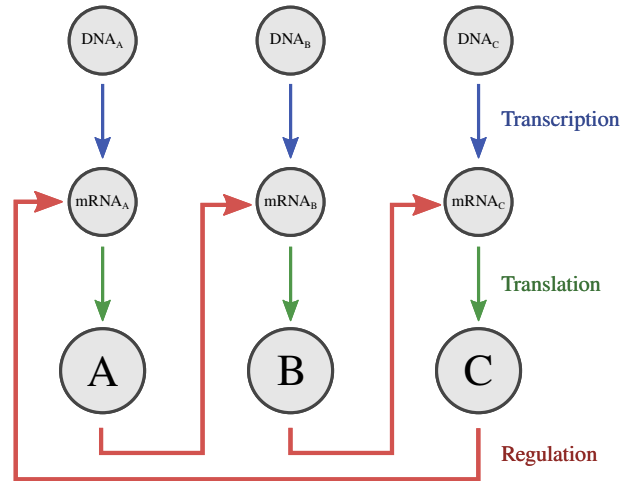 DNA_A
DNA_B
DNA_C
Transcription
mRNA_A
mRNA_B
mRNA_C
Translation
A
B
C
Regulation